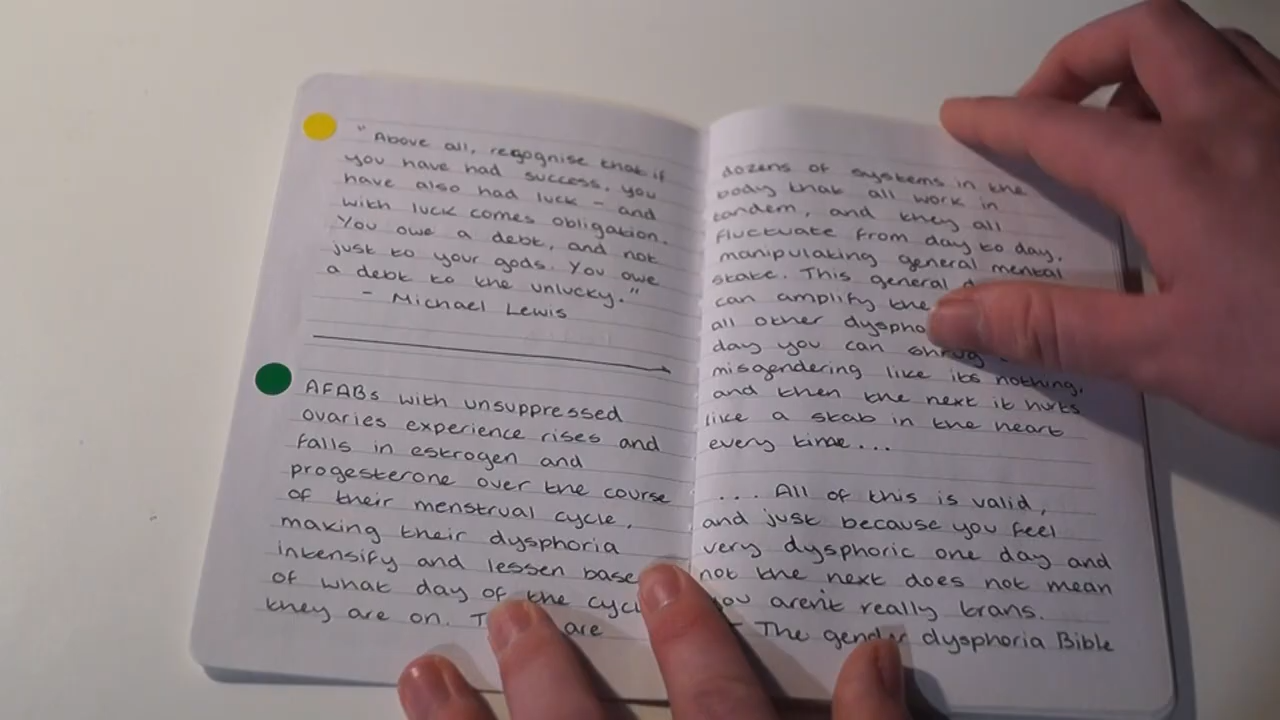 "Above all, recognise that if
you have had success, you
have also had luck – and
with luck comes obligation.
You owe a debt, and not
just to your gods. You owe
a debt to the unlucky."
– Michael Lewis
AFABs with unsuppressed
ovaries experience rises and
falls in estrogen and
progesterone over the course
of their menstrual cycle,
making their dysphoria
intensify and lessen base
of what day of the cycl
they are on. are
dozens of systems in the
body that all work in
tandem, and they all
fluctuate from day to day,
manipulating general mental
state. This general
can amplify the
all other dyspho
day you can shrug
misgendering like its nothing,
and then the next it hurts
like a stab in the heart
every time...
.... All of this is valid,
and just because you feel
very dysphoric one day and
not the next does not mean
you aren't really trans.
– The gender dysphoria Bible